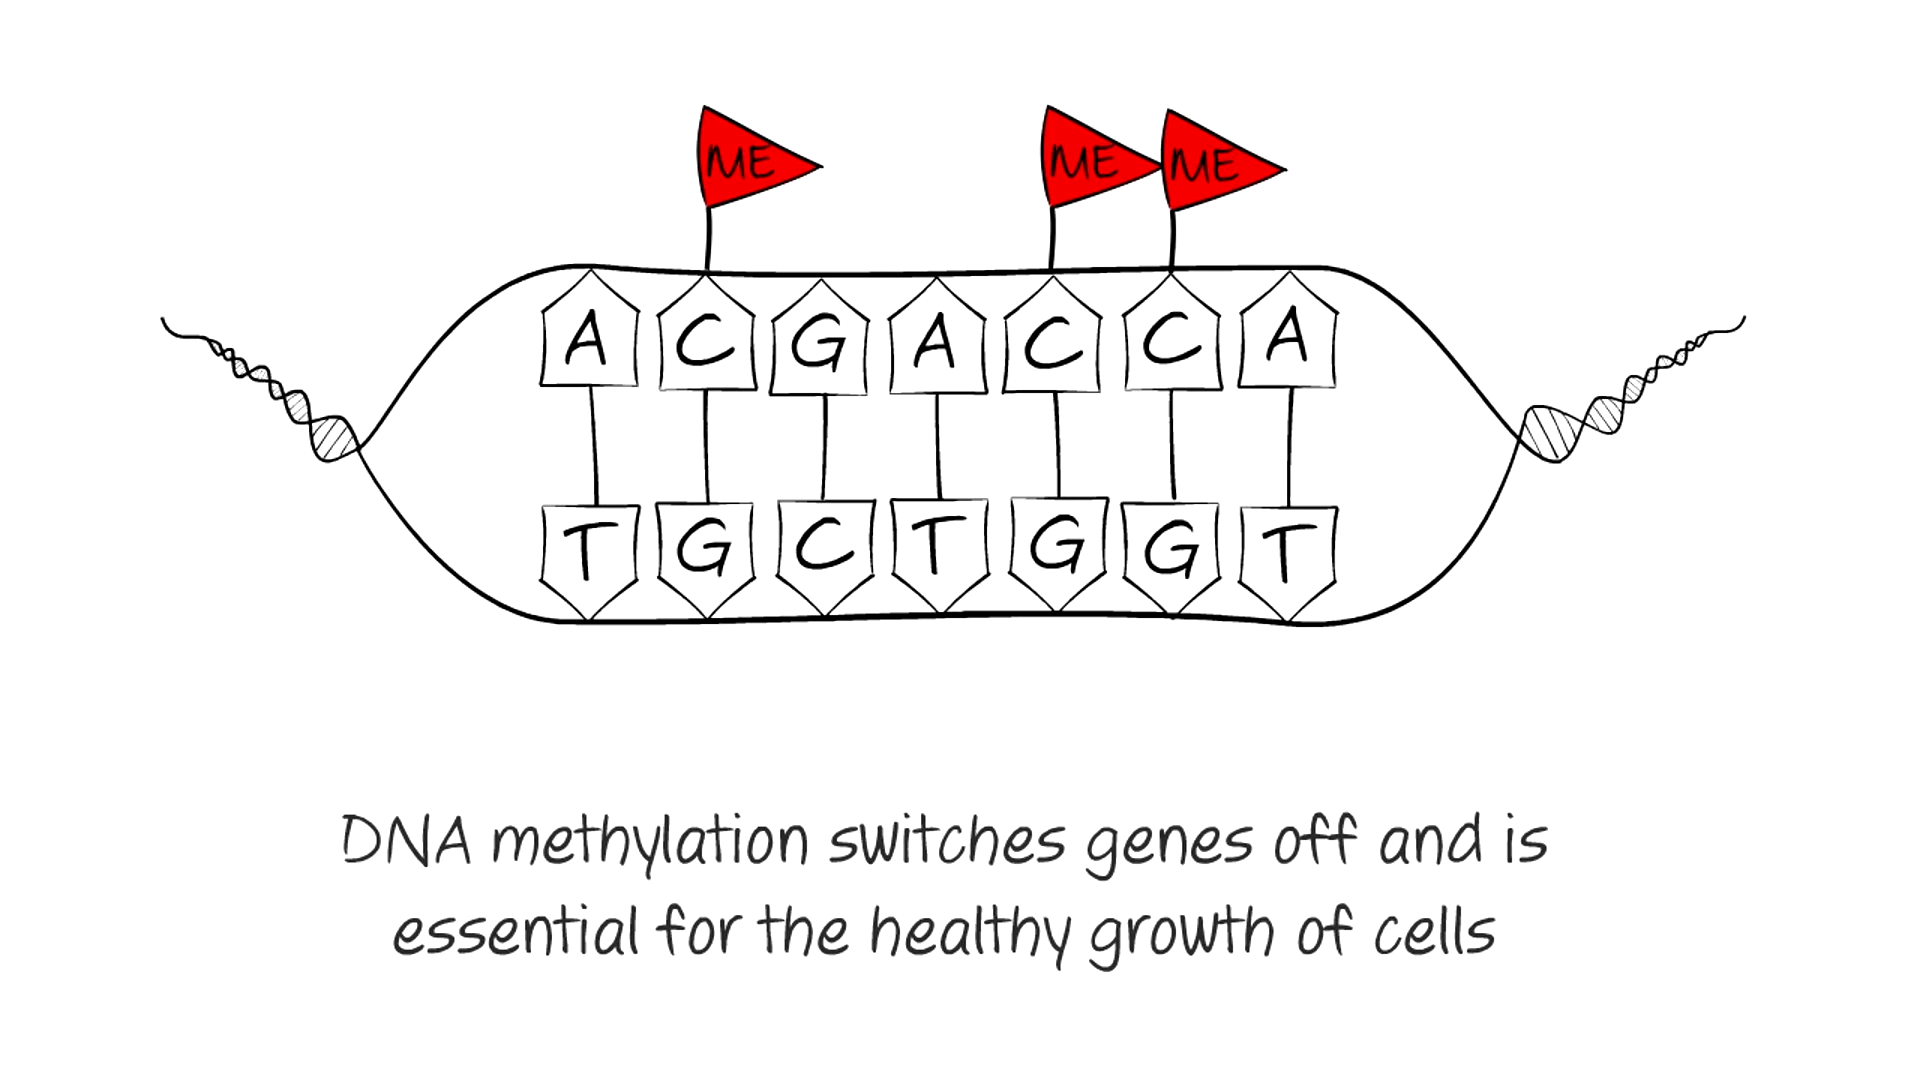 ME ME ME
A C G A C C A
T G C T G G T
DNA methylation switches genes off and is
essential for the healthy growth of cells